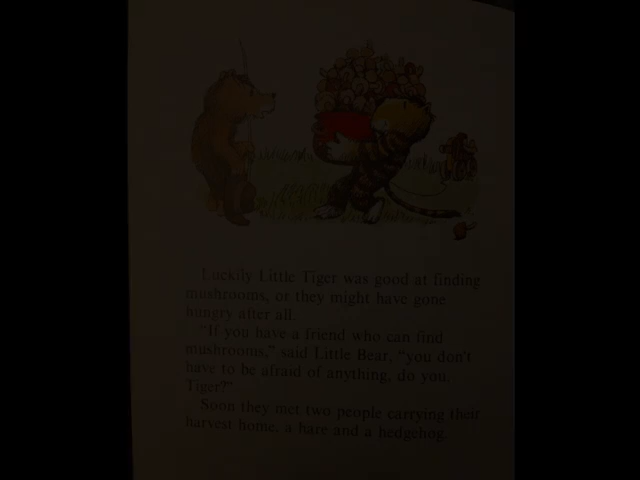 Luckily Little Tiger was good at finding
mushrooms, or they might have gone
hungry after all.
"If you have a friend who can find
mushrooms," said Little Bear, "you don't
have to be afraid of anything, do you,
Tiger?"
Soon they met two people carrying their
harvest home, a hare and a hedgehog.